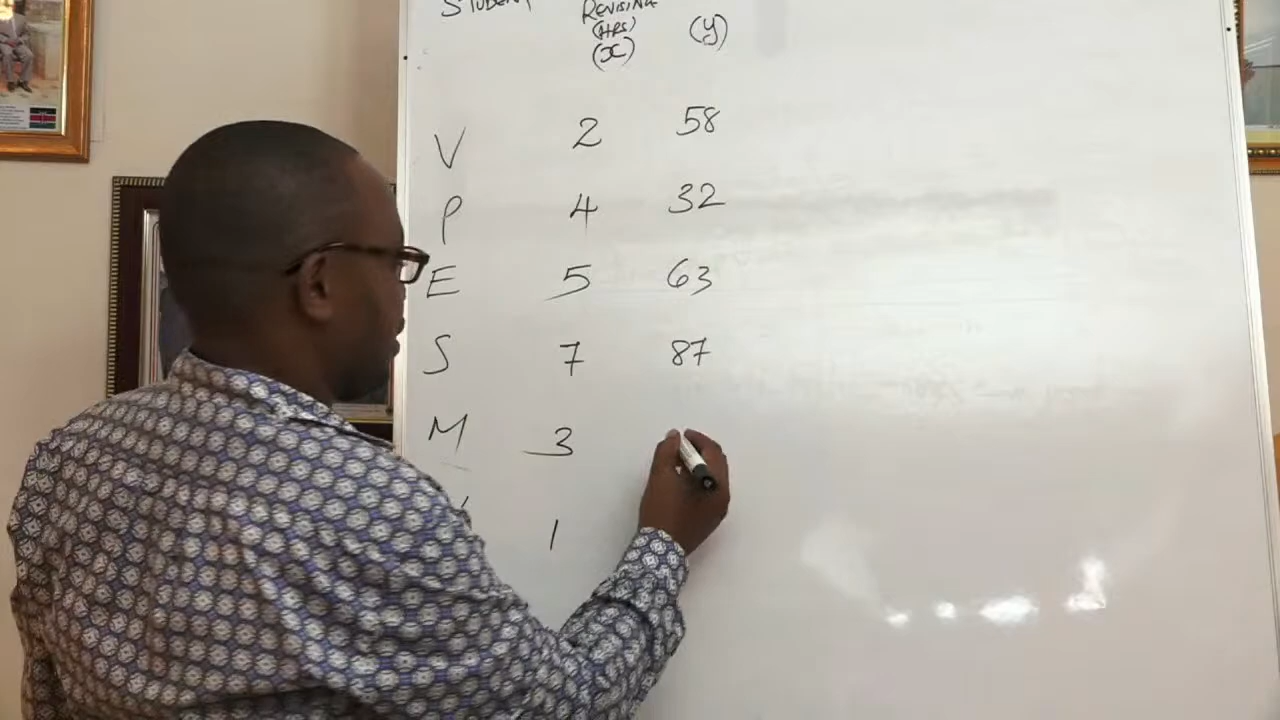 STUDENT REVISING
(HRS) (y)
(x)
V 2 58
P 4 32
E 5 63
S 7 87
M 3
1